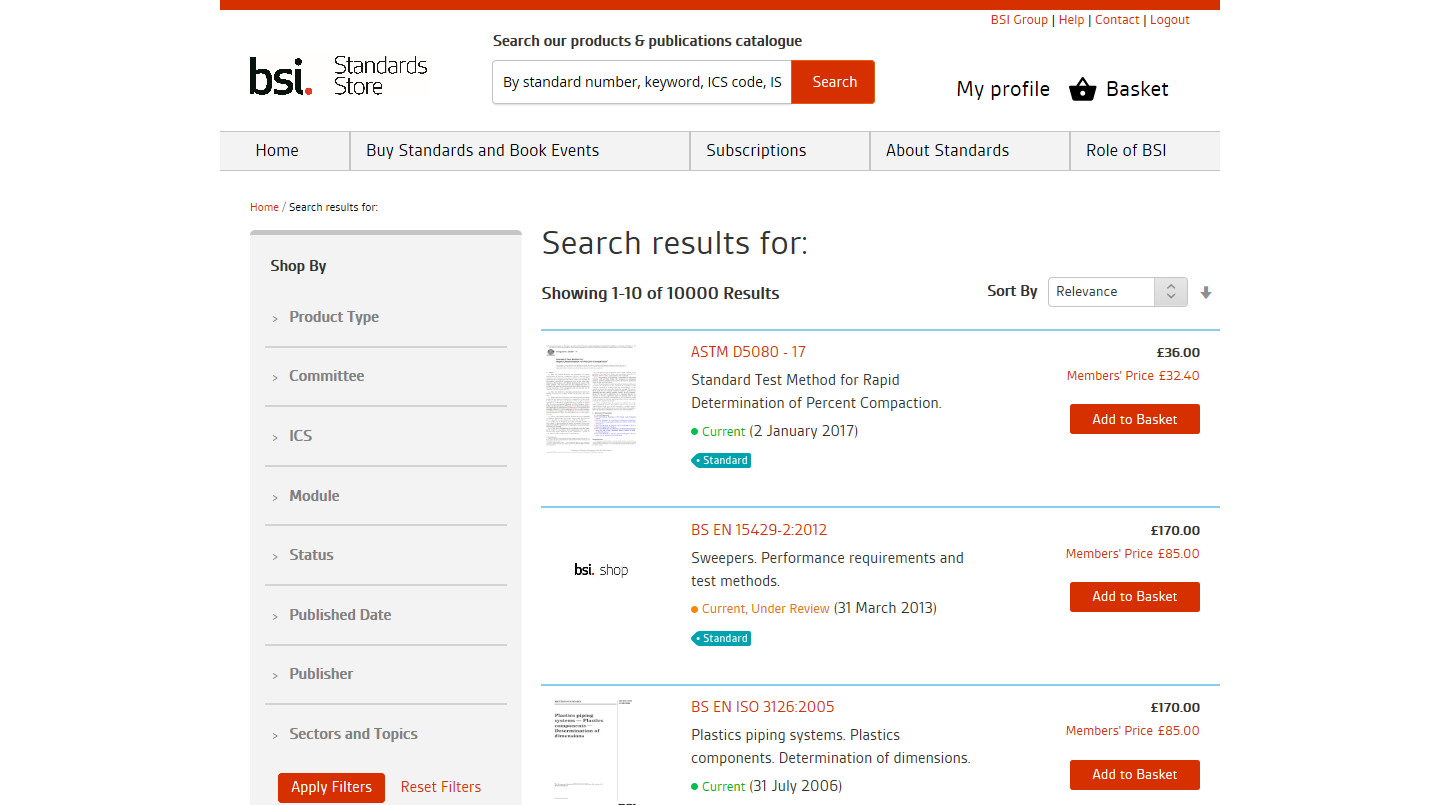 BSI Group | Help | Contact | Logout
Search our products & publications catalogue
bsi. Standards Store
By standard number, keyword, ICS code, IS
Search
My profile
Basket
Home
Buy Standards and Book Events
Subscriptions
About Standards
Role of BSI
Home / Search results for:
Shop By
> Product Type
> Committee
> ICS
> Module
> Status
> Published Date
> Publisher
> Sectors and Topics
Apply Filters
Reset Filters
Search results for:
Showing 1-10 of 10000 Results
Sort By
Relevance
ASTM D5080 - 17
Standard Test Method for Rapid
Determination of Percent Compaction.
Current (2 January 2017)
Standard
£36.00
Members' Price £32.40
Add to Basket
bsi. shop
BS EN 15429-2:2012
Sweepers. Performance requirements and
test methods.
Current, Under Review (31 March 2013)
Standard
£170.00
Members' Price £85.00
Add to Basket
Plastics piping
systems — Plastics
components —
Determination of
dimensions
BS EN ISO 3126:2005
Plastics piping systems. Plastics
components. Determination of dimensions.
Current (31 July 2006)
£170.00
Members' Price £85.00
Add to Basket